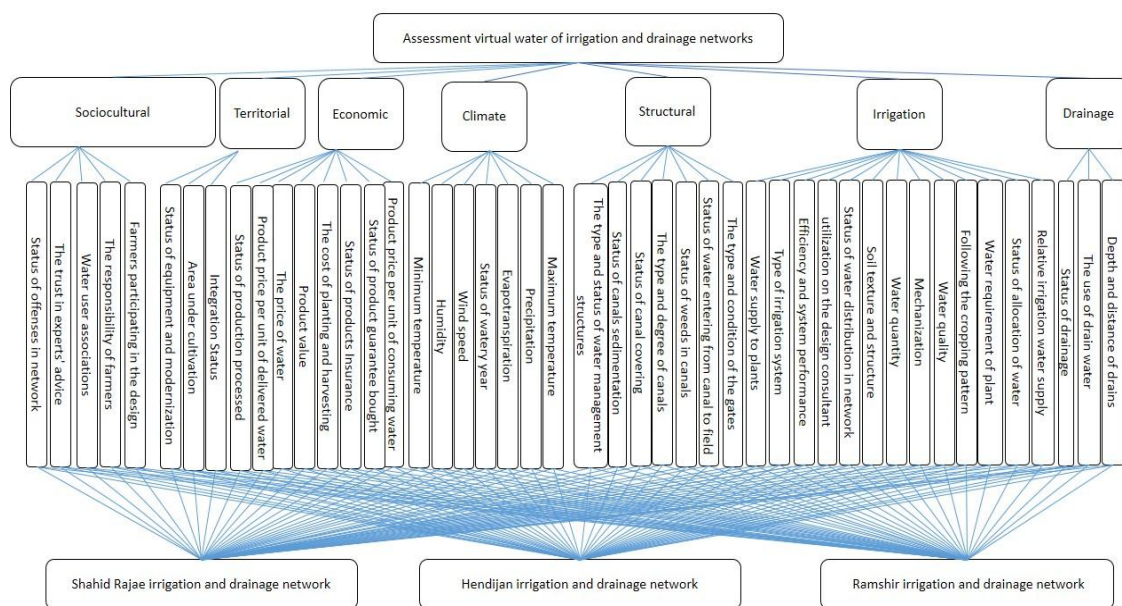 Assessment virtual water of irrigation and drainage networks
Sociocultural
Territorial
Economic
Climate
Structural
Irrigation
Drainage
Status of offenses in network
The trust in experts' advice
Water user associations
The responsibility of farmers
Farmers participating in the design
Status of equipment and modernization
Area under cultivation
Integration Status
Status of production processed
Product price per unit of delivered water
The price of water
Product value
The cost of planting and harvesting
Status of products Insurance
Status of product guarantee bought
Product price per unit of consuming water
Minimum temperature
Humidity
Wind speed
Status of watery year
Evapotranspiration
Precipitation
Maximum temperature
The type and status of water management
structures
Status of canals sedimentation
Status of canal covering
The type and degree of canals
Status of weeds in canals
Status of water entering from canal to field
The type and condition of the gates
Water supply to plants
Type of irrigation system
Efficiency and system performance
utilization on the design consultant
Status of water distribution in network
Soil texture and structure
Water quantity
Mechanization
Water quality
Following the cropping pattern
Water requirement of plant
Status of allocation of water
Relative irrigation water supply
Status of drainage
The use of drain water
Depth and distance of drains
Shahid Rajae irrigation and drainage network
Hendijan irrigation and drainage network
Ramshir irrigation and drainage network